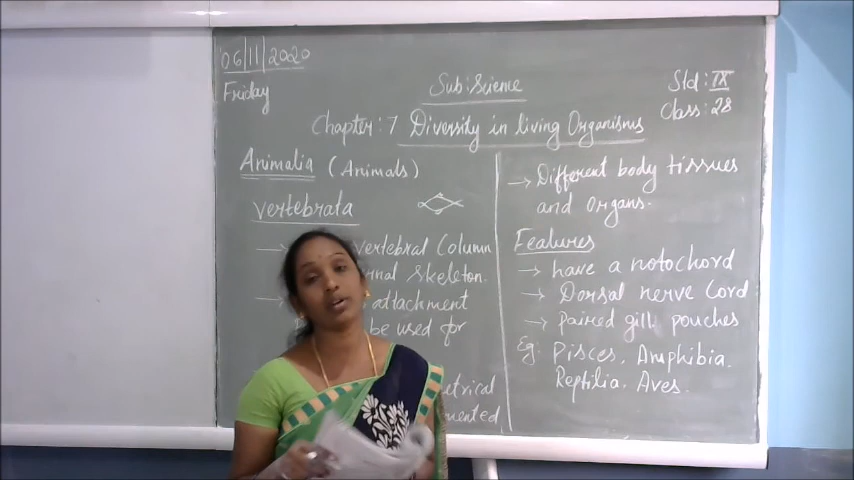 06/11/2020
Friday
Sub: Science
Std: IX
Class: 28
Chapter: 7 Diversity in living Organisms
Animalia (Animals)
Vertebrata
→ vertebral Column
rnal skeleton.
→ attachment
be used for
etrical
mented
→ Different body tissues
and Organs.
Features
→ have a notochord
→ Dorsal nerve Cord
→ Paired gill pouches
Eg: Pisces, Amphibia.
Reptilia. Aves.